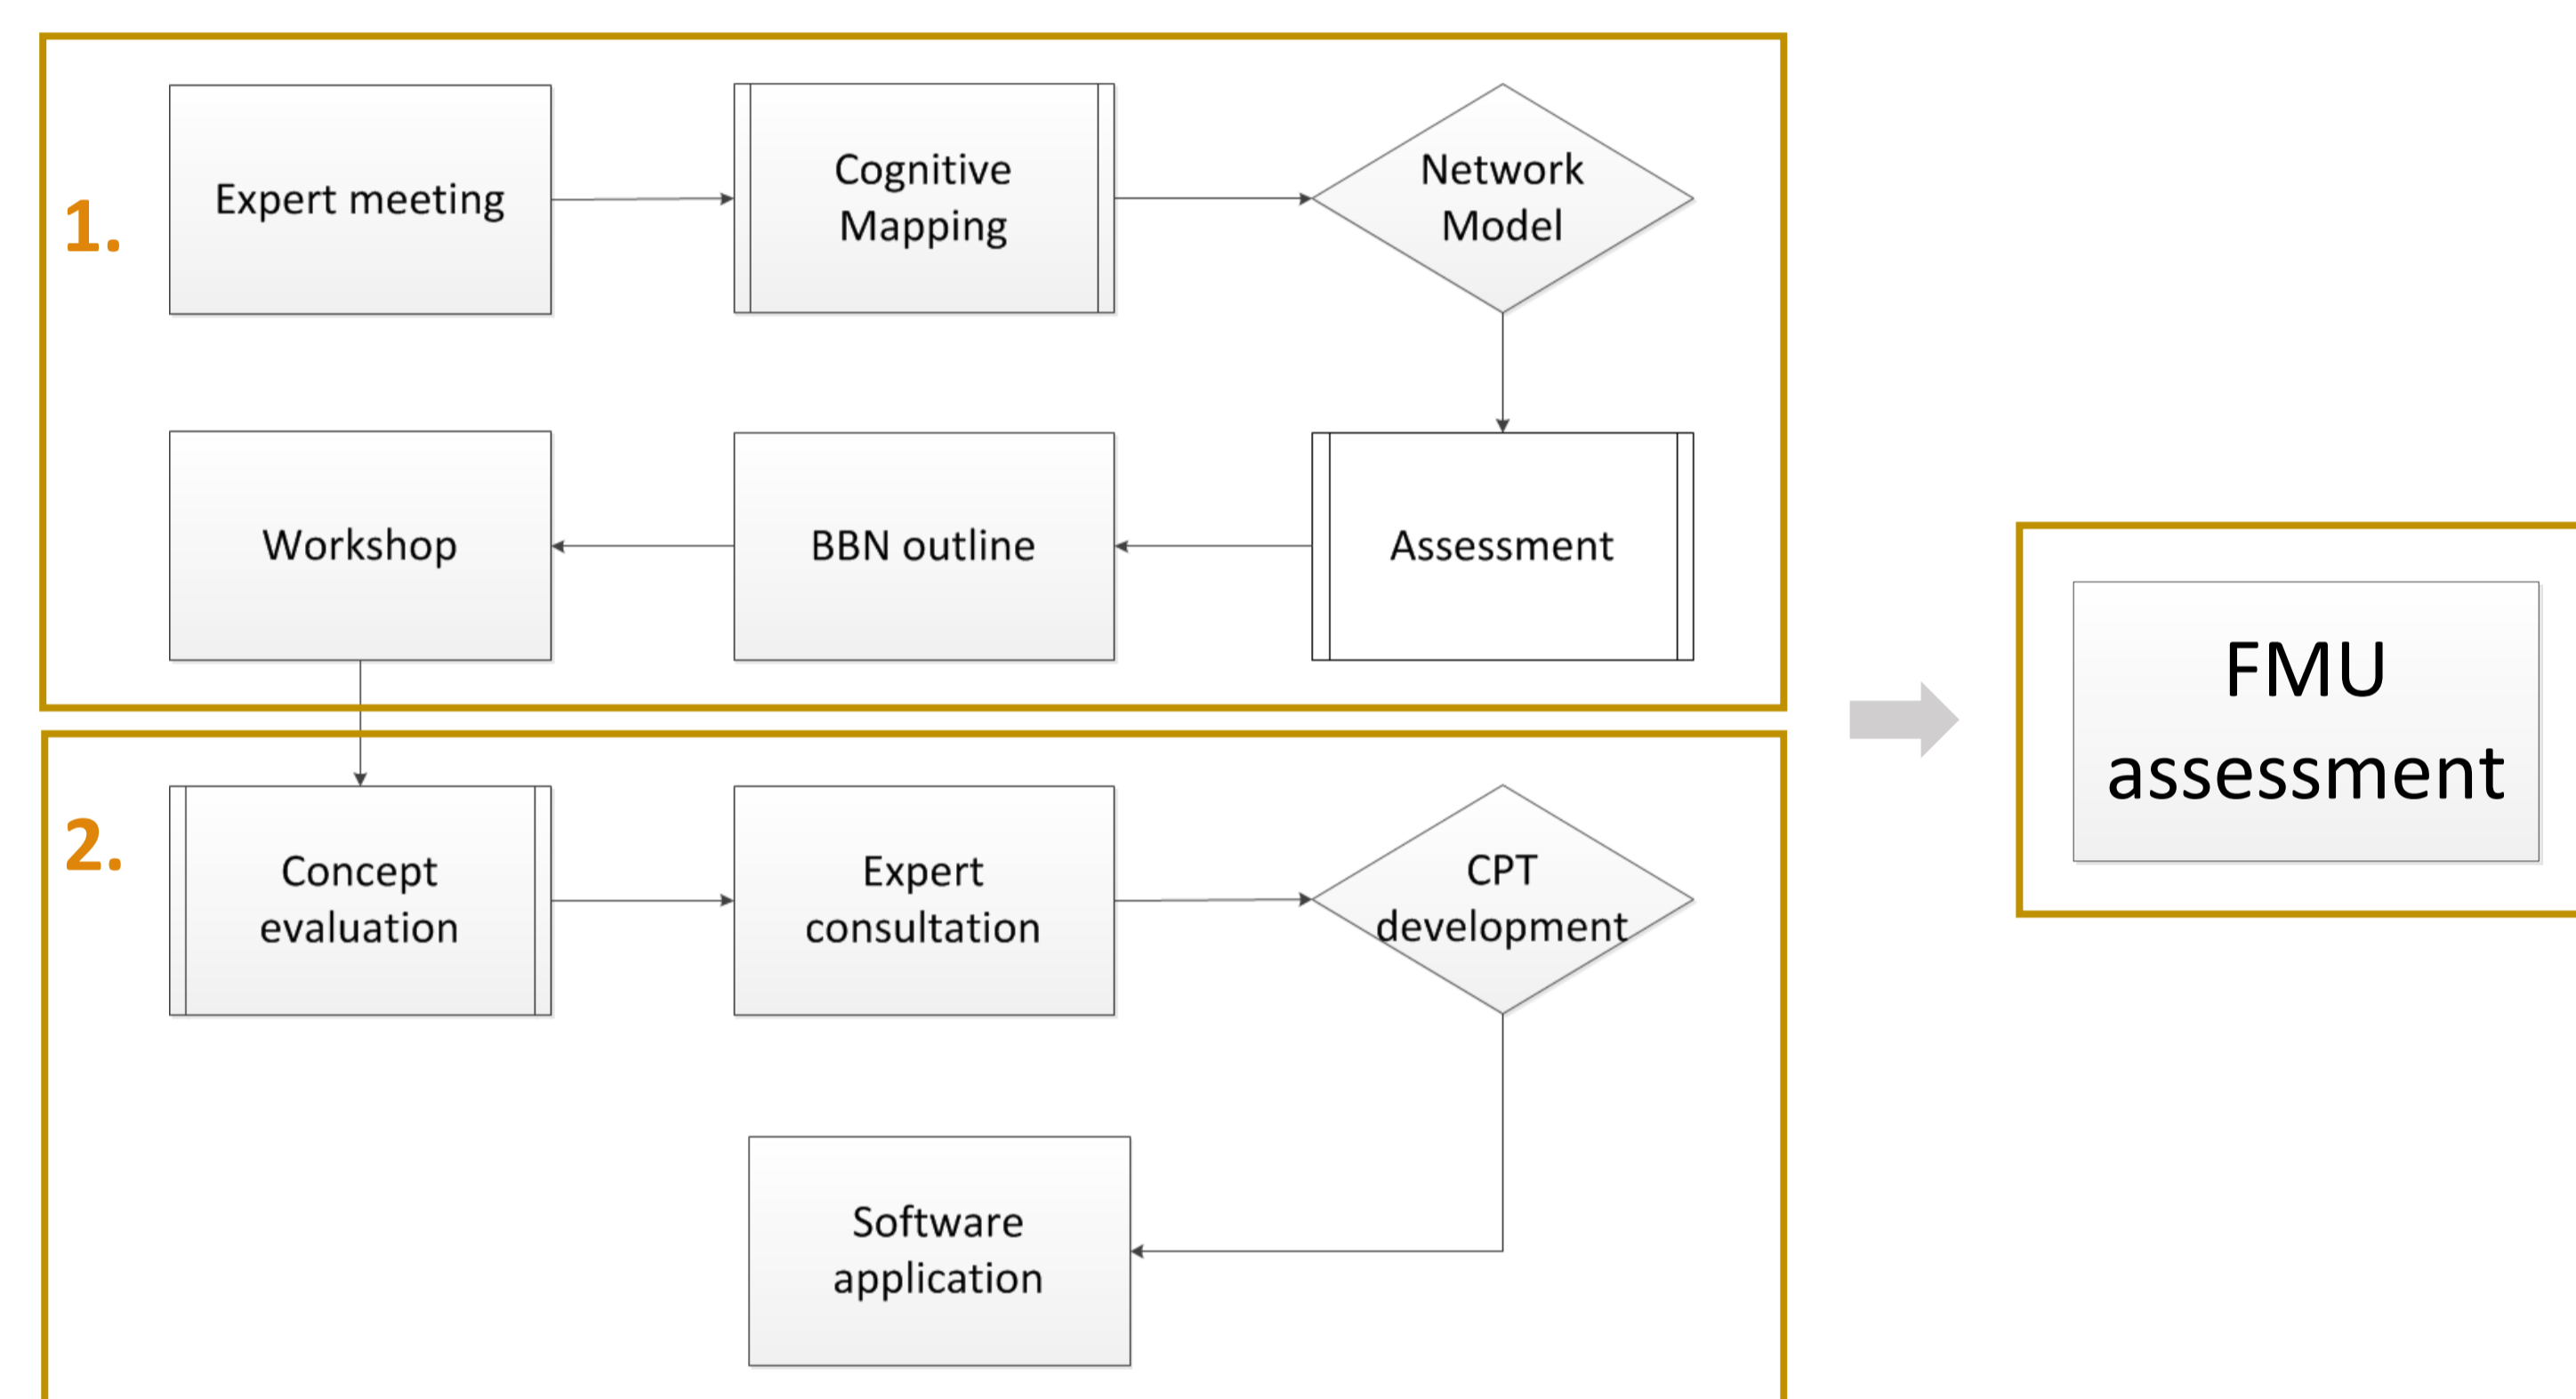 1.
Expert meeting
Cognitive
Mapping
Network
Model
Workshop
BBN outline
Assessment
2.
Concept
evaluation
Expert
consultation
CPT
development
Software
application
FMU
assessment